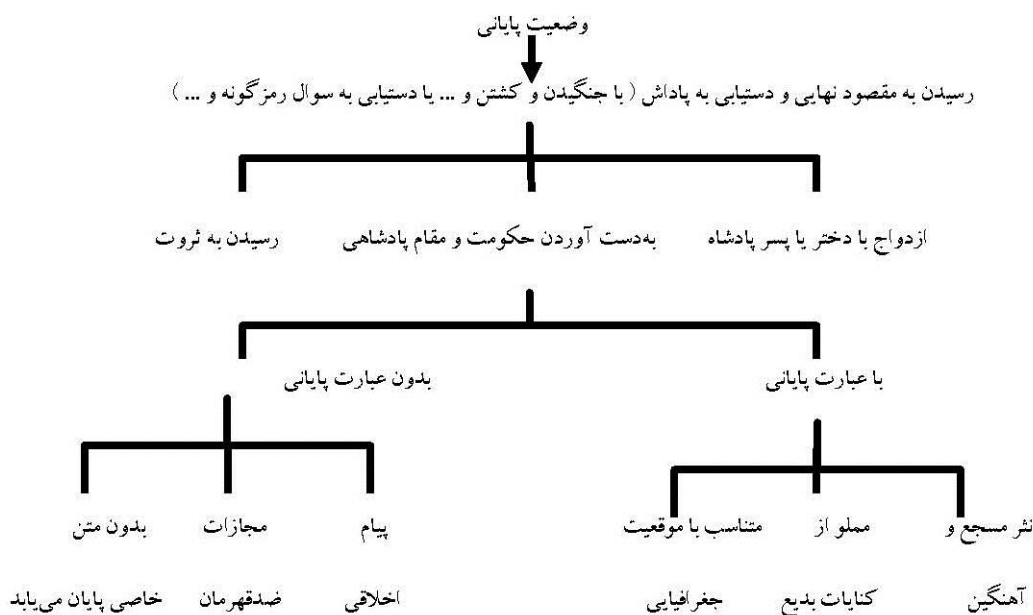 وضعیت پایانی
رسیدن به مقصود نهایی و دستیابی به پاداش ( با جنگیدن و کشتن و ... یا دستیابی به سوال رمزگونه و ... )
ازدواج با دختر یا پسر پادشاه به‌دست آوردن حکومت و مقام پادشاهی رسیدن به ثروت
با عبارت پایانی بدون عبارت پایانی
نثر مسجع و مملو از متناسب با موقعیت پیام مجازات بدون متن
آهنگین کنایات بدیع جغرافیایی اخلاقی ضدقهرمان خاصی پایان می‌یابد